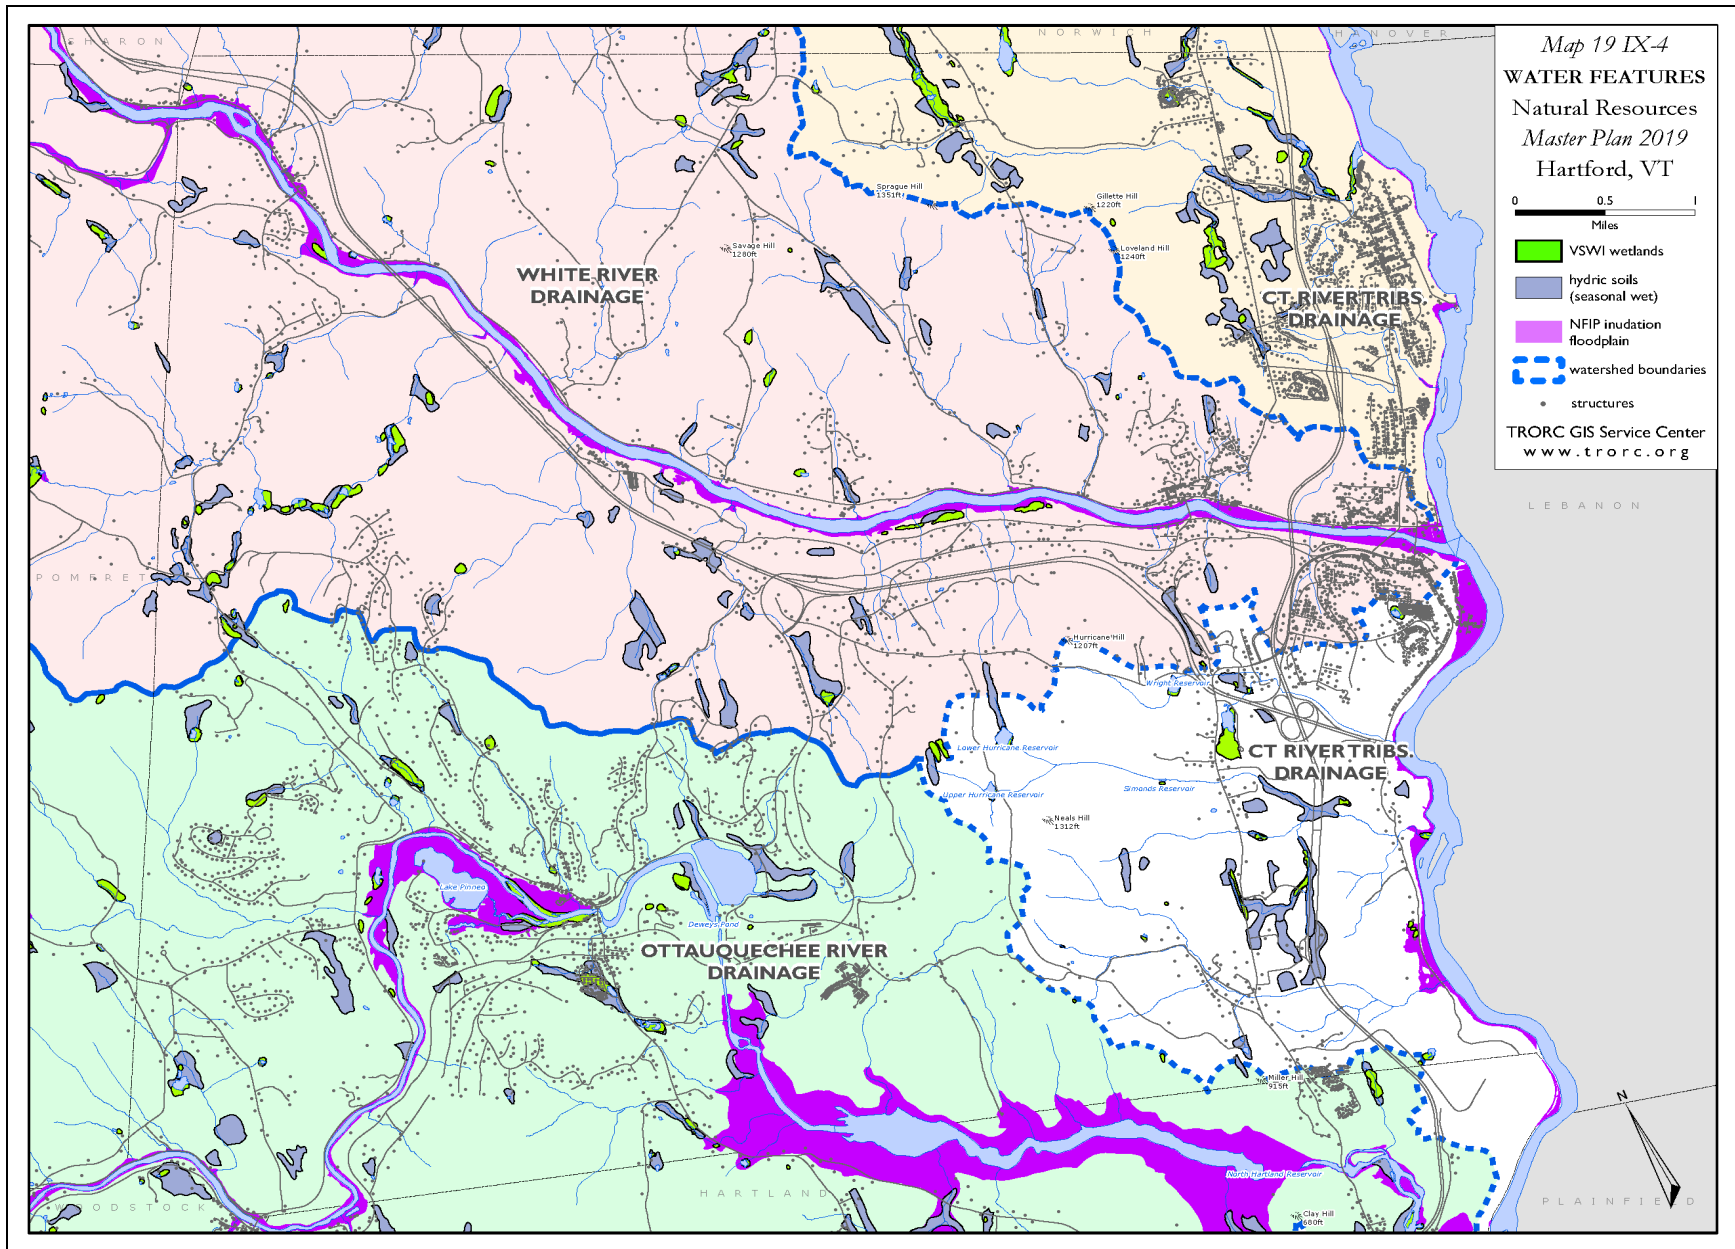 SHARON
NORWICH
HANOVER
Map 19 IX-4
WATER FEATURES
Natural Resources
Master Plan 2019
Hartford, VT
0 0.5 1
Miles
VSWI wetlands
hydric soils
(seasonal wet)
NFIP inudation
floodplain
watershed boundaries
structures
TRORC GIS Service Center
www.trorc.org
Sprague Hill
1351ft
Gillette Hill
1220ft
Savage Hill
1280ft
Loveland Hill
1240ft
WHITE RIVER
DRAINAGE
CT RIVER TRIBS.
DRAINAGE
LEBANON
POMFRET
Hurricane Hill
1207ft
Wright Reservoir
Lower Hurricane Reservoir
CT RIVER TRIBS.
DRAINAGE
Upper Hurricane Reservoir
Simonds Reservoir
Neals Hill
1312ft
Lake Pinneo
Deweys Pond
OTTAUQUECHEE RIVER
DRAINAGE
Miller Hill
915ft
N
North Hartland Reservoir
HARTLAND
WOODSTOCK
PLAINFIELD
Clay Hill
680ft